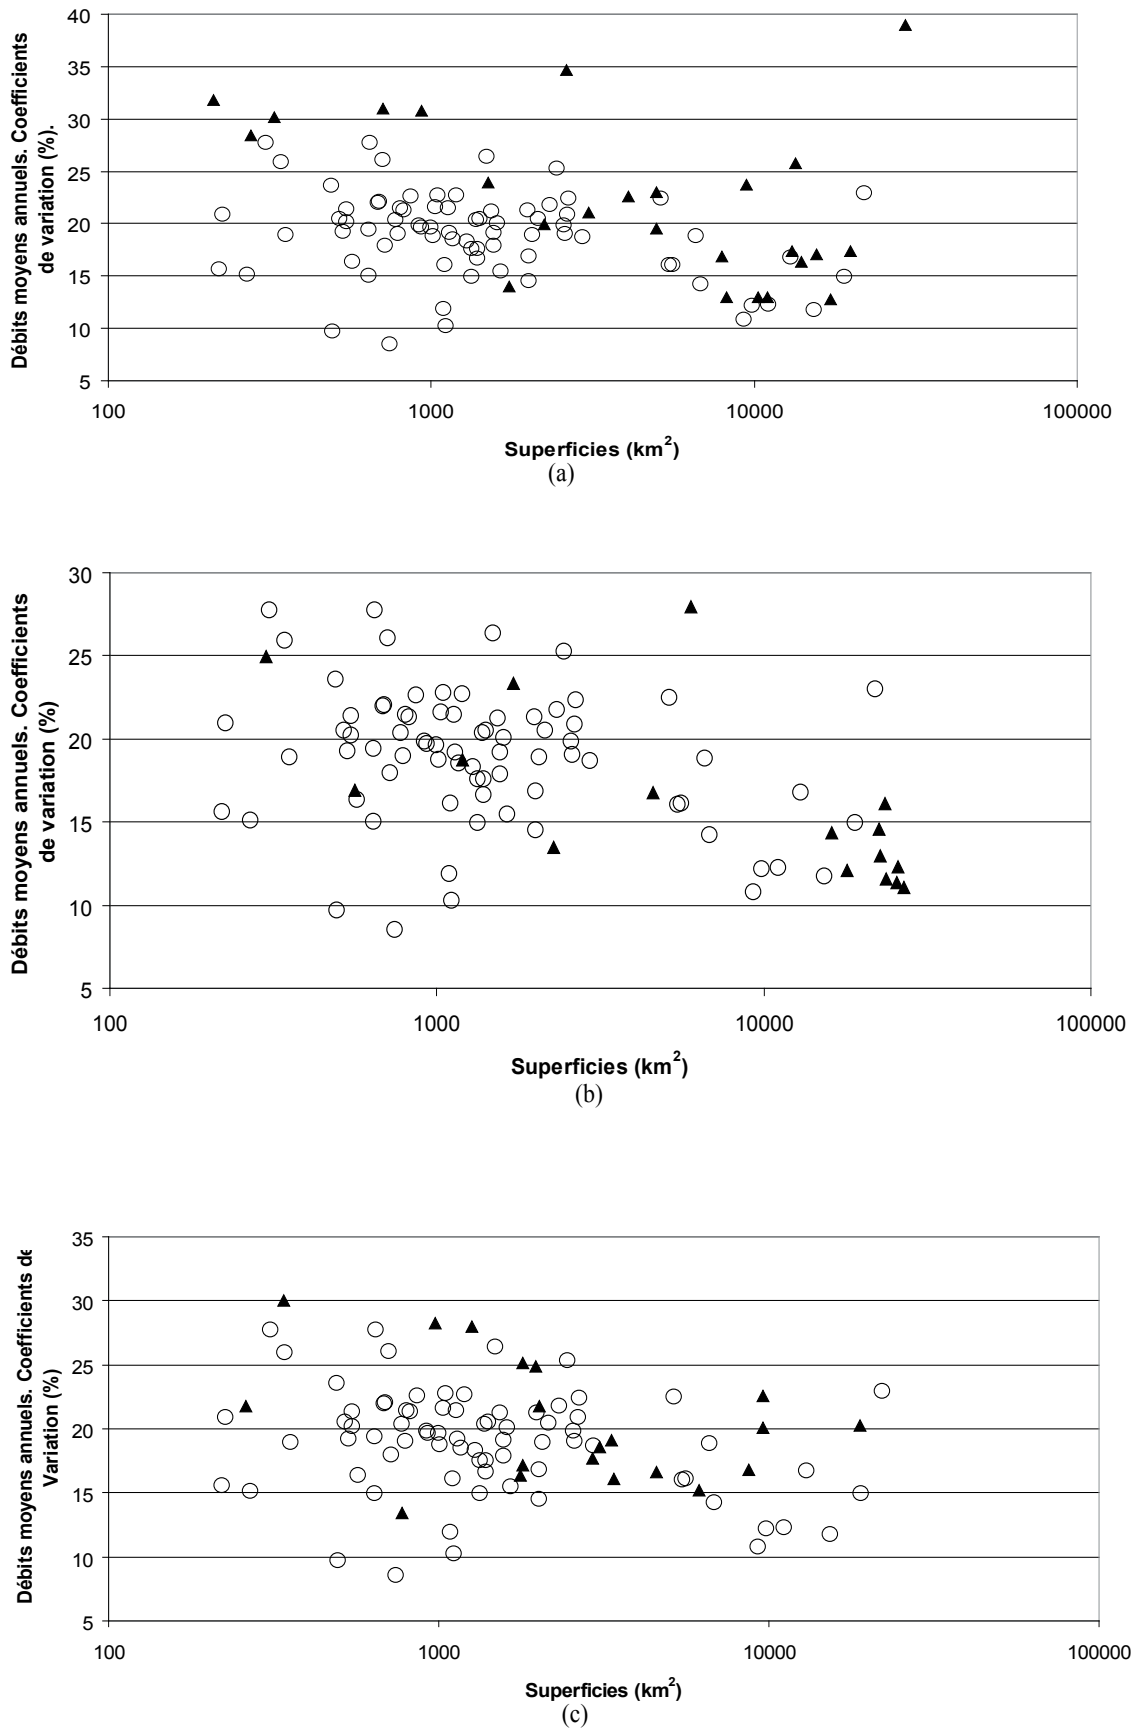 Débits moyens annuels. Coefficients
de variation (%).
40
35
30
25
20
15
10
5
100
1000
10000
100000
Superficies (km²)
(a)
Débits moyens annuels. Coefficients
de variation (%)
30
25
20
15
10
5
100
1000
10000
100000
Superficies (km²)
(b)
Débits moyens annuels. Coefficients de
Variation (%)
35
30
25
20
15
10
5
100
1000
10000
100000
Superficies (km²)
(c)